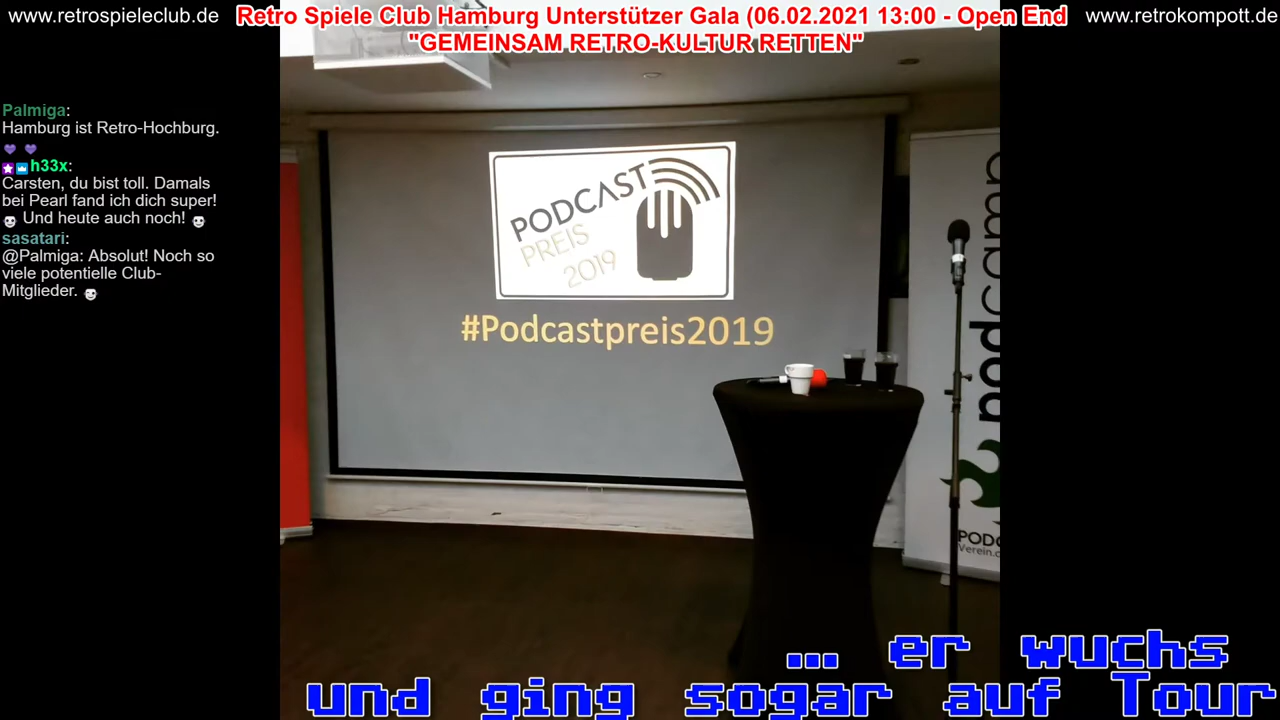 www.retrospieleclub.de
Retro Spiele Club Hamburg Unterstützer Gala (06.02.2021 13:00 - Open End
"GEMEINSAM RETRO-KULTUR RETTEN"
www.retrokompott.de
Palmiga:
Hamburg ist Retro-Hochburg.
h33x:
Carsten, du bist toll. Damals
bei Pearl fand ich dich super!
Und heute auch noch!
sasatari:
@Palmiga: Absolut! Noch so
viele potentielle Club-
Mitglieder.
PODCAST
PREIS
2019
#Podcastpreis2019
podcamp
PODC
Verein.
... er wuchs
und ging sogar auf Tour